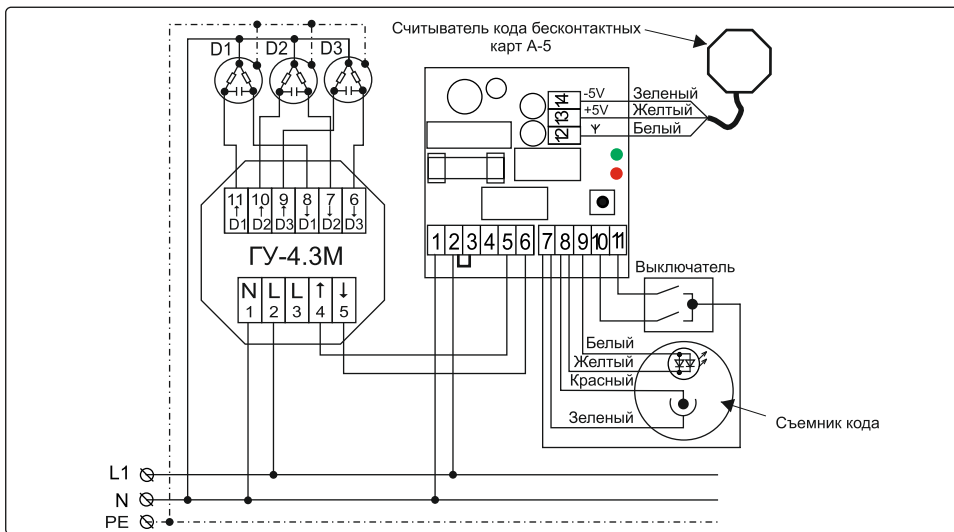 Считыватель кода бесконтактных
карт А-5
D1 D2 D3
14 -5V Зеленый
13 +5V Желтый
12 Белый
11 10 9 8 7 6
↑ ↑ ↑ ↓ ↓ ↓
D1 D2 D3 D1 D2 D3
ГУ-4.3М
N L L ↑ ↓
1 2 3 4 5
1 2 3 4 5 6 7 8 9 10 11
Выключатель
Белый
Желтый
Красный
Зеленый
Съемник кода
L1
N
PE